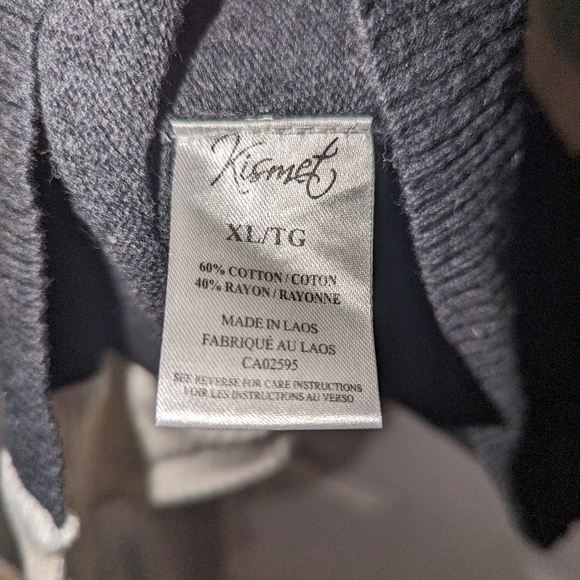 Kismet
XL/TG
60% COTTON / COTON
40% RAYON / RAYONNE
MADE IN LAOS
FABRIQUÉ AU LAOS
CA02595
SEE REVERSE FOR CARE INSTRUCTIONS
VOIR LES INSTRUCTIONS AU VERSO